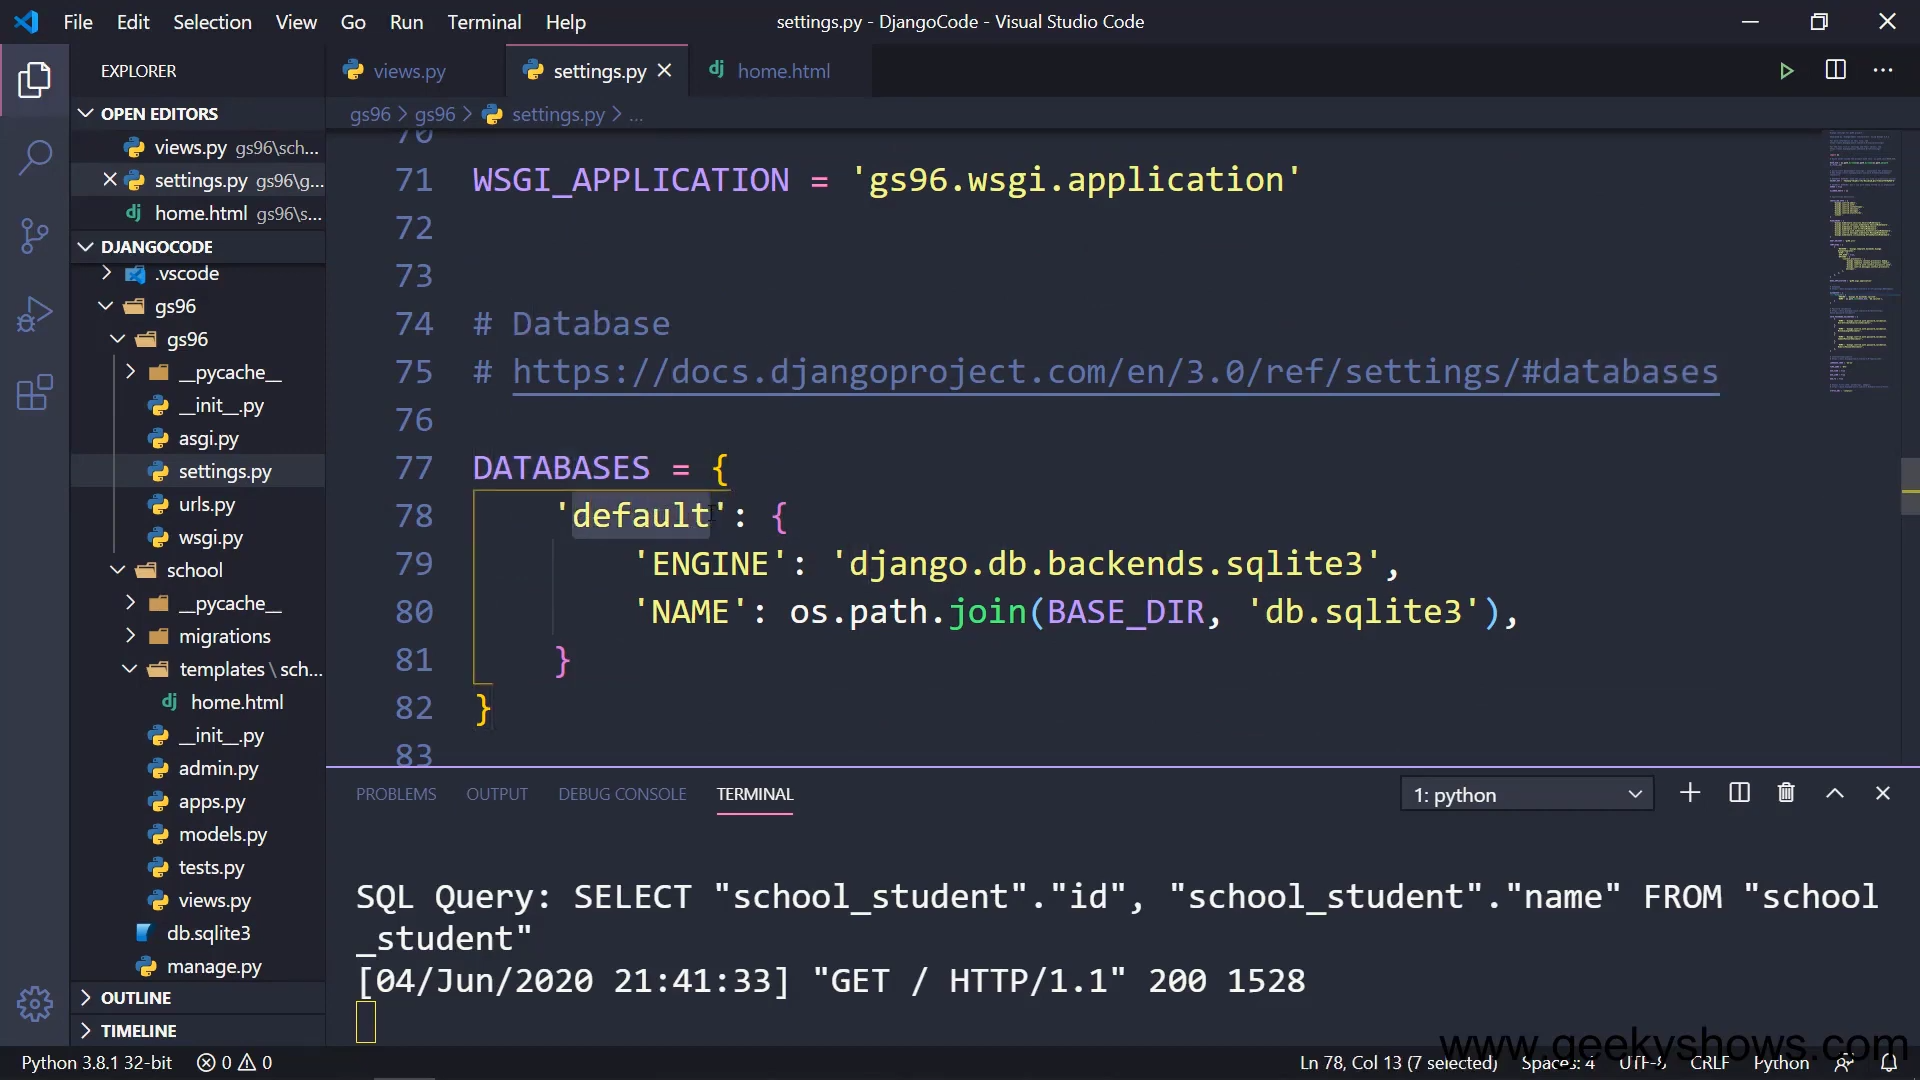 File Edit Selection View Go Run Terminal Help
settings.py - DjangoCode - Visual Studio Code
EXPLORER
views.py
settings.py
home.html
OPEN EDITORS
views.py gs96\sch...
settings.py gs96\g...
home.html gs96\s...
DJANGOCODE
.vscode
gs96
gs96
__pycache__
__init__.py
asgi.py
settings.py
urls.py
wsgi.py
school
__pycache__
migrations
templates\sch...
home.html
__init__.py
admin.py
apps.py
models.py
tests.py
views.py
db.sqlite3
manage.py
OUTLINE
TIMELINE
gs96 > gs96 > settings.py > ...
70
71 WSGI_APPLICATION = 'gs96.wsgi.application'
72
73
74 # Database
75 # https://docs.djangoproject.com/en/3.0/ref/settings/#databases
76
77 DATABASES = {
78 'default': {
79 'ENGINE': 'django.db.backends.sqlite3',
80 'NAME': os.path.join(BASE_DIR, 'db.sqlite3'),
81 }
82 }
83
PROBLEMS OUTPUT DEBUG CONSOLE TERMINAL
1: python
SQL Query: SELECT "school_student"."id", "school_student"."name" FROM "school
_student"
[04/Jun/2020 21:41:33] "GET / HTTP/1.1" 200 1528
www.geekyshows.com
Python 3.8.1 32-bit 0 0
Ln 78, Col 13 (7 selected) Spaces: 4 UTF-8 CRLF Python